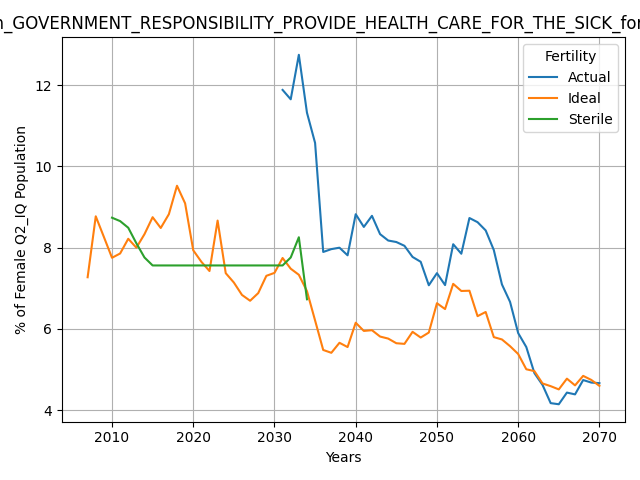 n_GOVERNMENT_RESPONSIBILITY_PROVIDE_HEALTH_CARE_FOR_THE_SICK_for
Fertility
Actual
Ideal
Sterile
% of Female Q2_IQ Population
12
10
8
6
4
2010 2020 2030 2040 2050 2060 2070
Years